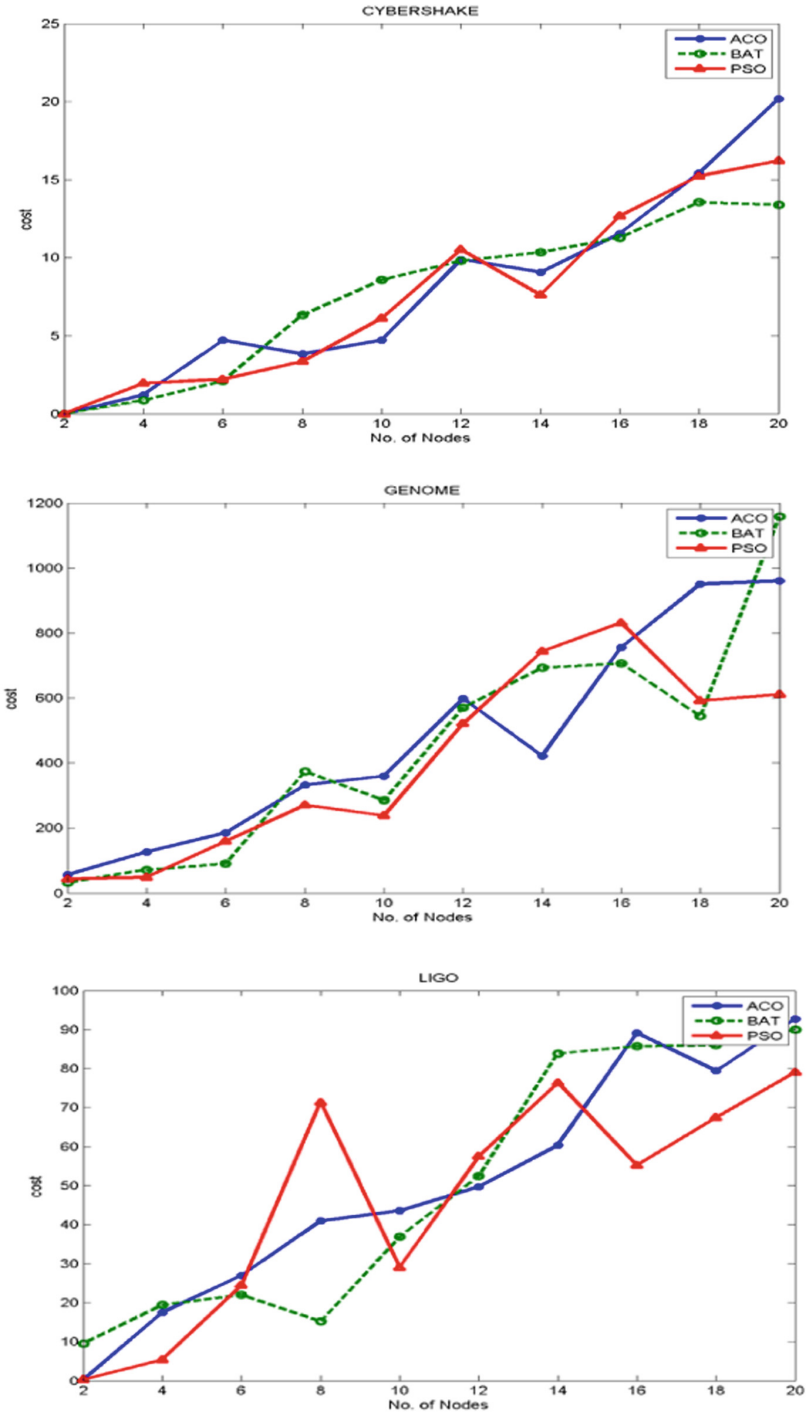 CYBERSHAKE
25
20
15
10
5
0
cost
ACO
BAT
PSO
2 4 6 8 10 12 14 16 18 20
No. of Nodes
GENOME
1200
1000
800
600
400
200
0
cost
ACO
BAT
PSO
2 4 6 8 10 12 14 16 18 20
No. of Nodes
LIGO
100
90
80
70
60
50
40
30
20
10
0
cost
ACO
BAT
PSO
2 4 6 8 10 12 14 16 18 20
No. of Nodes